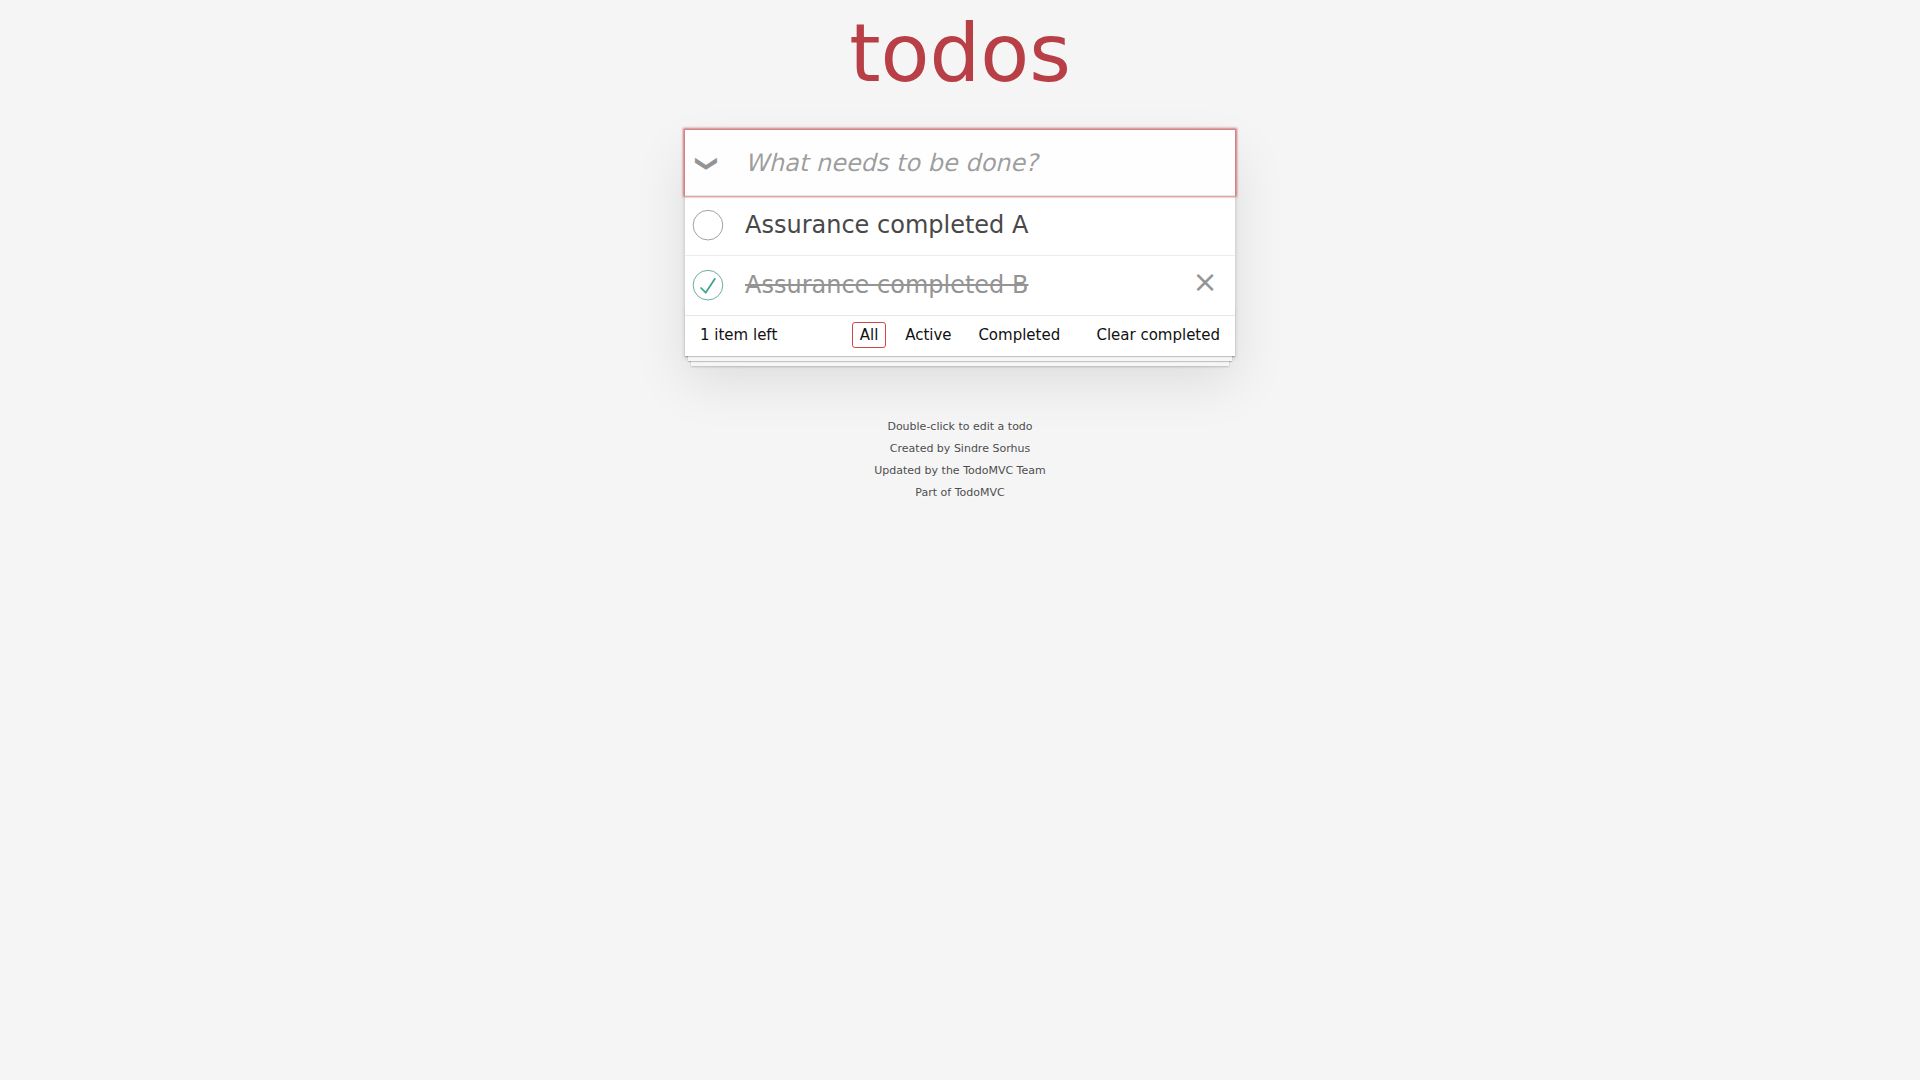 todos
What needs to be done?
Assurance completed A
Assurance completed B
1 item left All Active Completed Clear completed
Double-click to edit a todo
Created by Sindre Sorhus
Updated by the TodoMVC Team
Part of TodoMVC